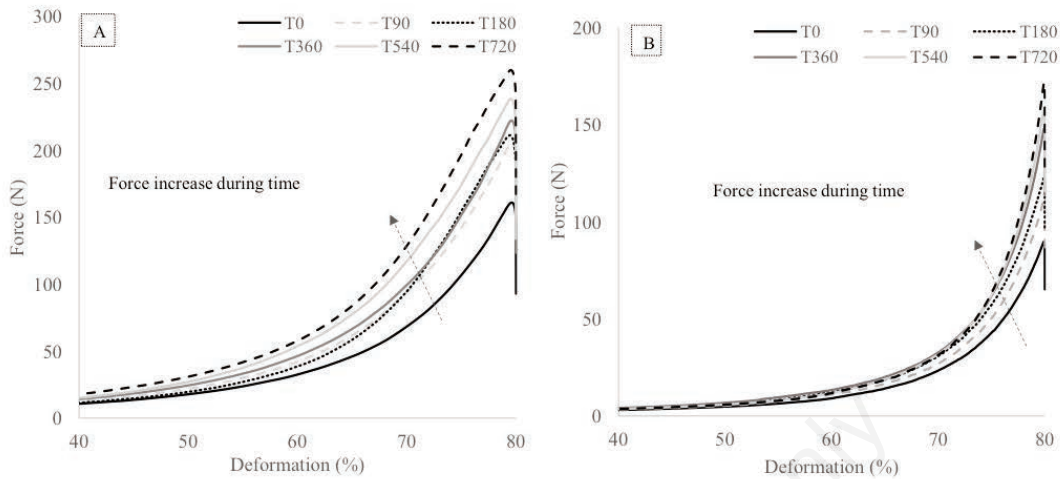 A
T0 T90 T180
T360 T540 T720
300
250
200
150
100
50
0
Force (N)
Force increase during time
40 50 60 70 80
Deformation (%)
B
T0 T90 T180
T360 T540 T720
200
150
100
50
0
Force (N)
Force increase during time
40 50 60 70 80
Deformation (%)